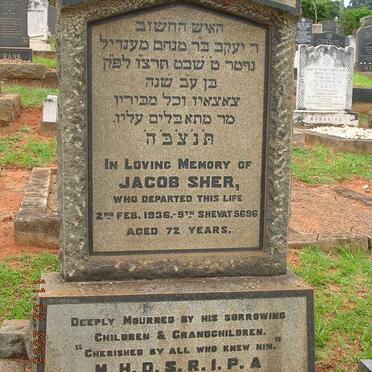 האיש החשוב
ר יעקב בר מנחם מענדיל
נפטר ט שבט תרצו לפק
בן עב שנה
צאצאיו וכל מכיריו
מר מתאבלים עליו.
ת נ צ ב ה
IN LOVING MEMORY OF
JACOB SHER,
WHO DEPARTED THIS LIFE
2ND FEB. 1936.-9TH SHEVAT 5696
AGED 72 YEARS.
DEEPLY MOURNED BY HIS SORROWING
CHILDREN & GRANDCHILDREN.
"CHERISHED BY ALL WHO KNEW HIM."
M.H.D.S.R.I.P.A